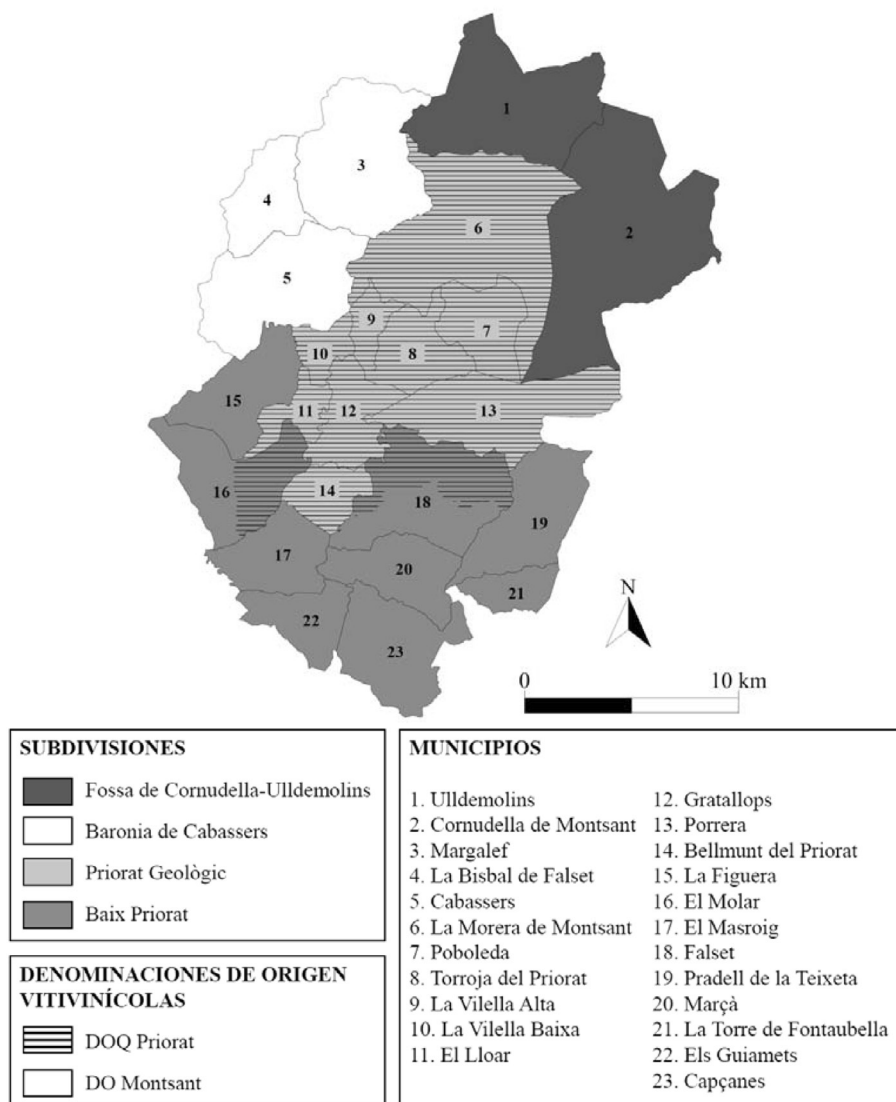 1
3
4
2
6
5
9
7
10
8
15
11
12
13
16
14
18
19
17
20
21
22
23
N
0
10 km
SUBDIVISIONES
Fossa de Cornudella-Ulldemolins
Baronia de Cabassers
Priorat Geològic
Baix Priorat
DENOMINACIONES DE ORIGEN
VITIVINÍCOLAS
DOQ Priorat
DO Montsant
MUNICIPIOS
1. Ulldemolins
2. Cornudella de Montsant
3. Margalef
4. La Bisbal de Falset
5. Cabassers
6. La Morera de Montsant
7. Poboleda
8. Torroja del Priorat
9. La Vilella Alta
10. La Vilella Baixa
11. El Lloar
12. Gratallops
13. Porrera
14. Bellmunt del Priorat
15. La Figuera
16. El Molar
17. El Masroig
18. Falset
19. Pradell de la Teixeta
20. Marçà
21. La Torre de Fontaubella
22. Els Guiamets
23. Capçanes